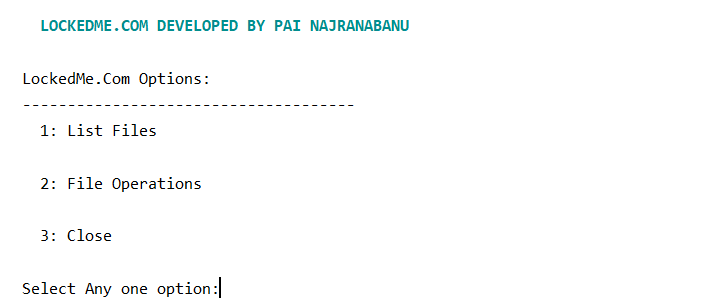 LOCKEDME.COM DEVELOPED BY PAI NAJRANABANU
LockedMe.Com Options:
-------------------------------------
1: List Files
2: File Operations
3: Close
Select Any one option: